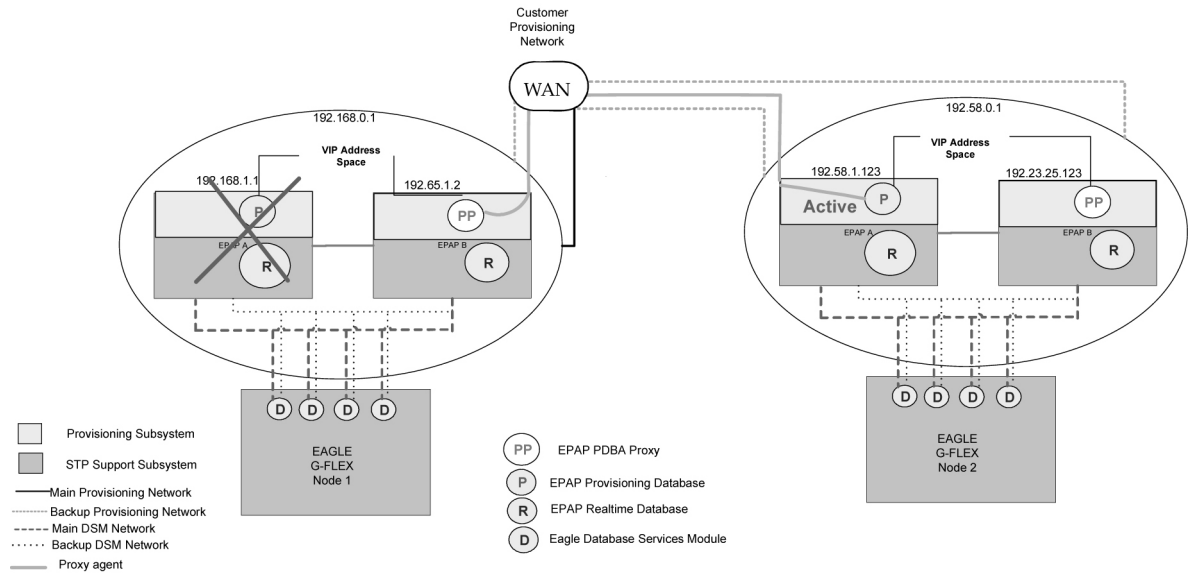 Customer
Provisioning
Network
WAN
192.168.0.1
VIP Address
Space
192.168.1.1
192.65.1.2
P
PP
EPAP A
EPAP B
R
R
D
D
D
D
EAGLE
G-FLEX
Node 1
192.58.0.1
VIP Address
Space
192.58.1.123
192.23.25.123
Active
P
PP
EPAP A
EPAP B
R
R
D
D
D
D
EAGLE
G-FLEX
Node 2
Provisioning Subsystem
STP Support Subsystem
Main Provisioning Network
Backup Provisioning Network
Main DSM Network
Backup DSM Network
Proxy agent
PP EPAP PDBA Proxy
P EPAP Provisioning Database
R EPAP Realtime Database
D Eagle Database Services Module